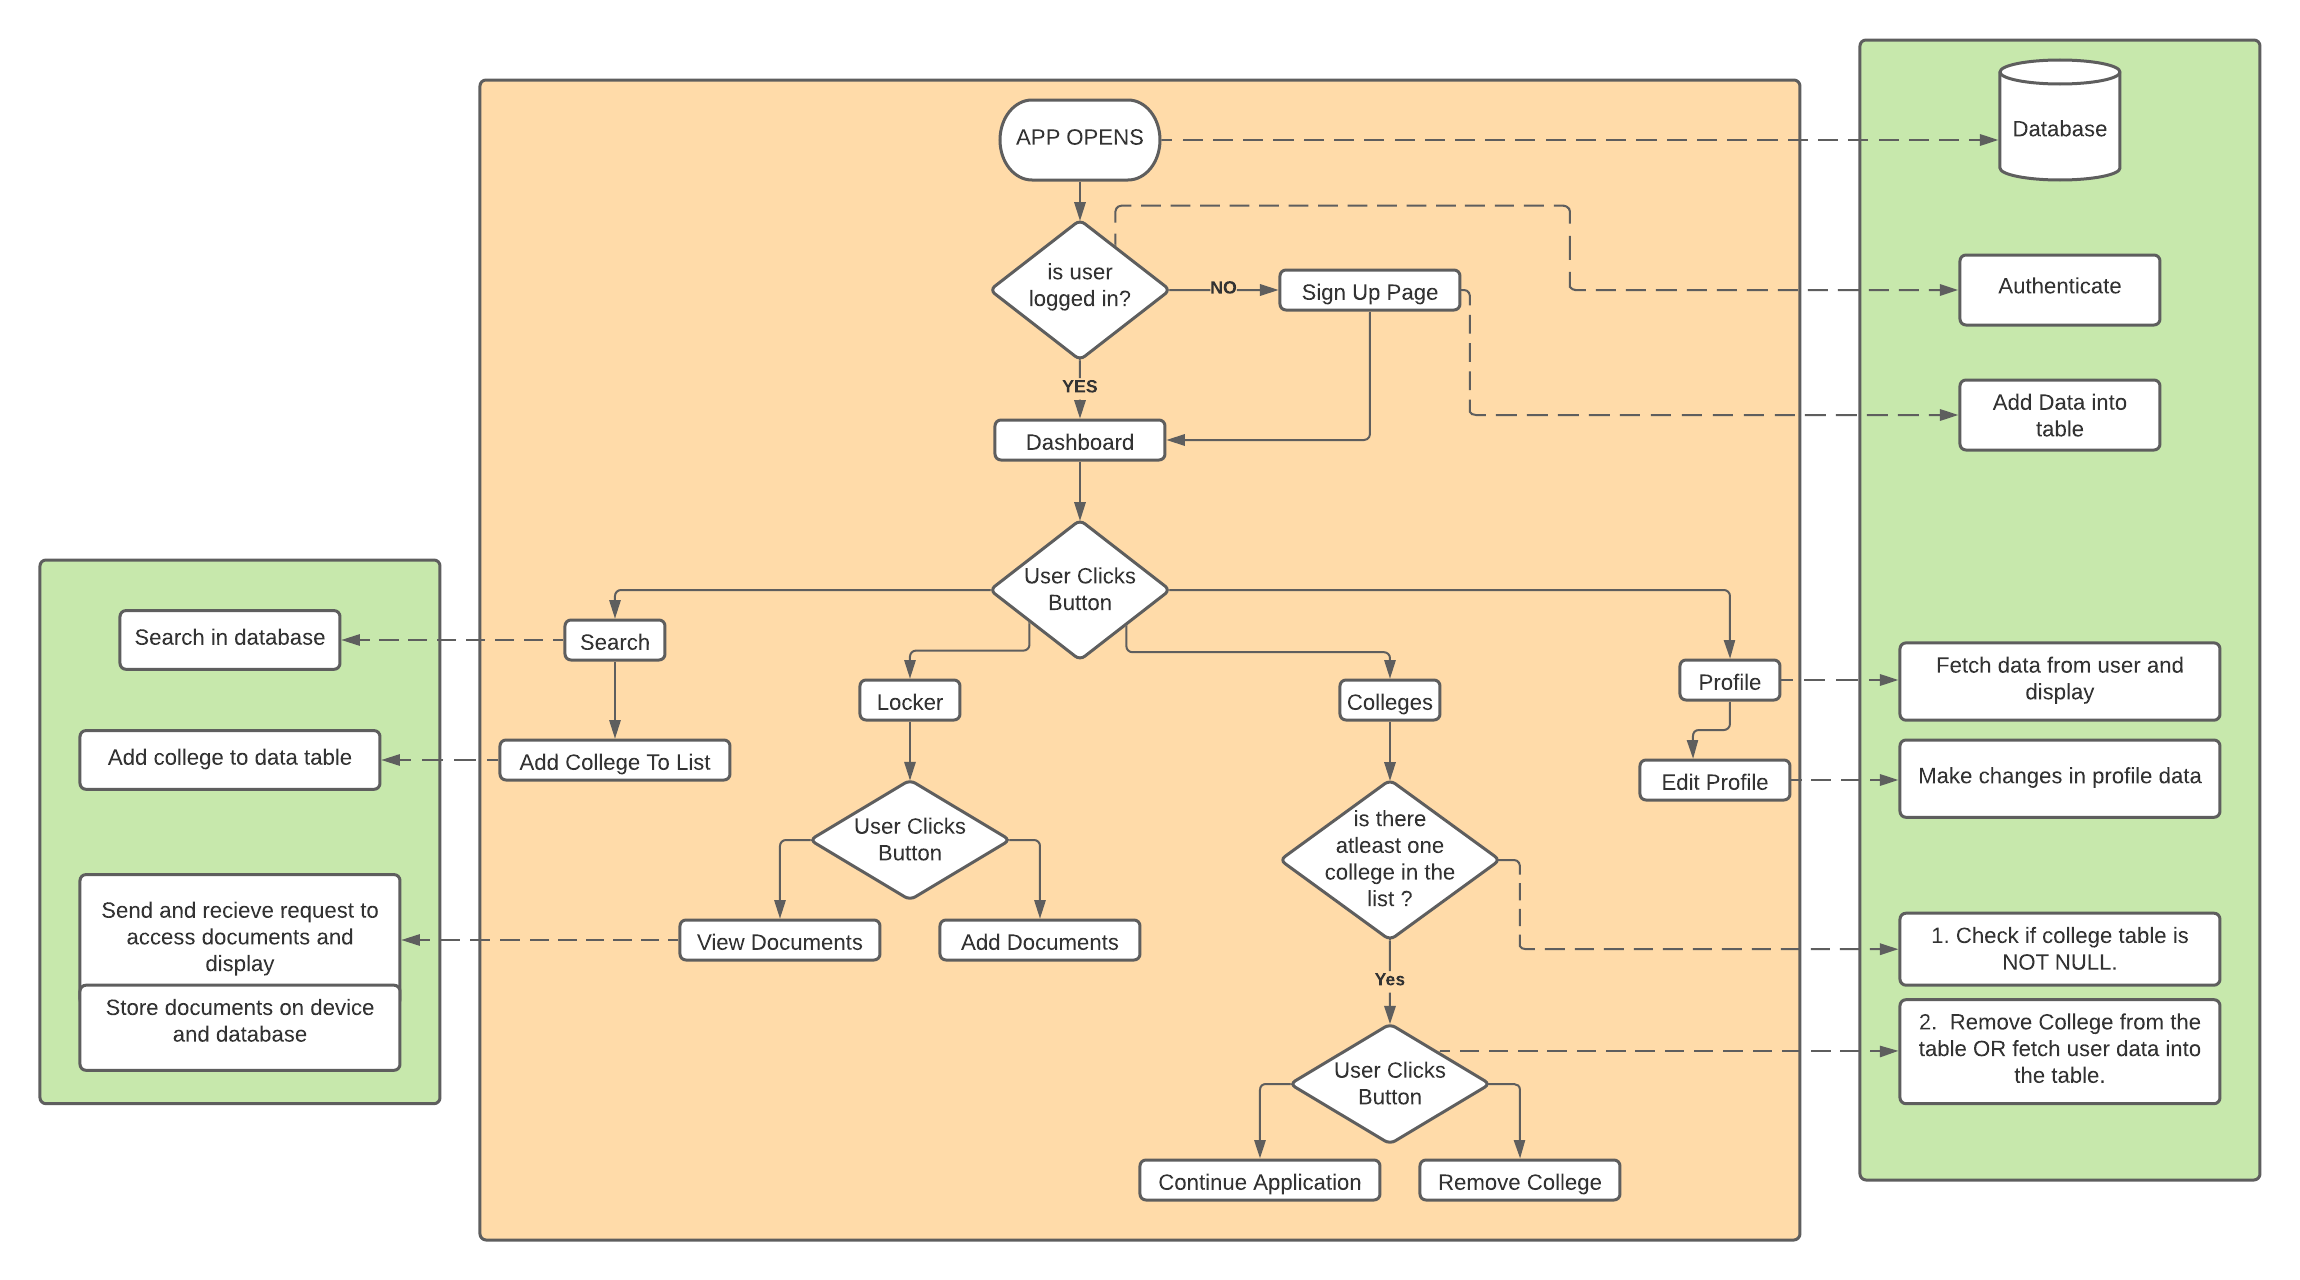 APP OPENS
Database
is user
logged in?
NO
Sign Up Page
Authenticate
YES
Add Data into
table
Dashboard
User Clicks
Button
Search in database
Search
Fetch data from user and
display
Profile
Locker
Colleges
Add college to data table
Add College To List
Edit Profile
Make changes in profile data
User Clicks
Button
is there
atleast one
college in the
list ?
Send and recieve request to
access documents and
display
View Documents
Add Documents
1. Check if college table is
NOT NULL.
Yes
Store documents on device
and database
2.  Remove College from the
table OR fetch user data into
the table.
User Clicks
Button
Continue Application
Remove College